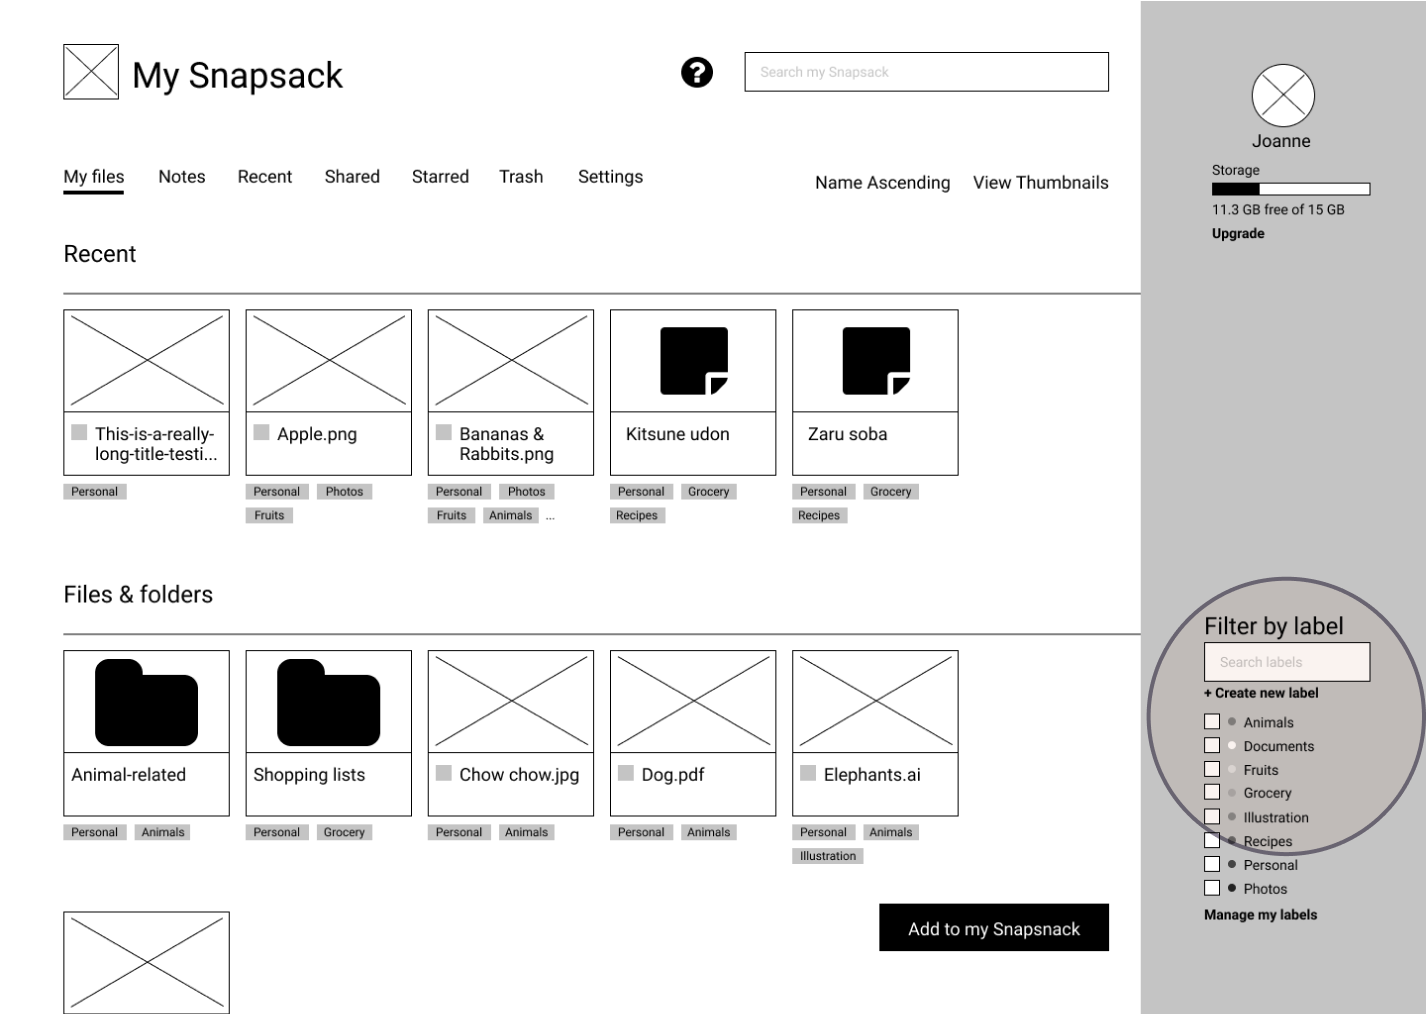 My Snapsack
?
Search my Snapsack
My files Notes Recent Shared Starred Trash Settings
Name Ascending View Thumbnails
Recent
This-is-a-really-
long-title-testi...
Personal
Apple.png
Personal Photos
Fruits
Bananas &
Rabbits.png
Personal Photos
Fruits Animals ...
Kitsune udon
Personal Grocery
Recipes
Zaru soba
Personal Grocery
Recipes
Files & folders
Animal-related
Personal Animals
Shopping lists
Personal Grocery
Chow chow.jpg
Personal Animals
Dog.pdf
Personal Animals
Elephants.ai
Personal Animals
Illustration
Add to my Snapsnack
Joanne
Storage
11.3 GB free of 15 GB
Upgrade
Filter by label
Search labels
+ Create new label
Animals
Documents
Fruits
Grocery
Illustration
Recipes
Personal
Photos
Manage my labels